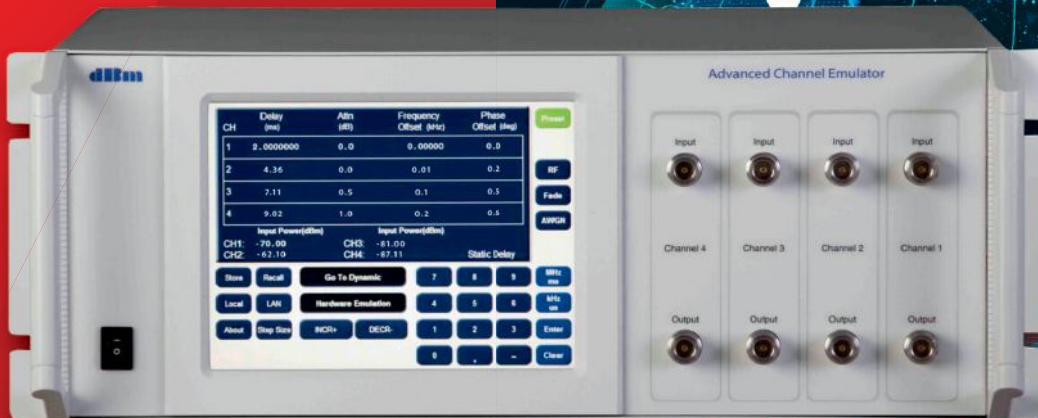 dBm
Advanced Channel Emulator
CH Delay (ms) Attn (dB) Frequency Offset (kHz) Phase Offset (deg)
Preset
1 2.0000000 0.0 0.00000 0.0
2 4.36 0.0 0.01 0.2
RF
3 7.11 0.5 0.1 0.5
Fade
4 9.02 1.0 0.2 0.5
AWGN
Input Power(dBm) Input Power(dBm)
CH1: -70.00 CH3: -81.00
CH2: -62.10 CH4: -87.11 Static Delay
Store Recall Go To Dynamic 7 8 9 MHz ms
Local LAN Hardware Emulation 4 5 6 kHz us
About Step Size INCR+ DECR- 1 2 3 Enter
0 . - Clear
Input Input Input Input
Channel 4 Channel 3 Channel 2 Channel 1
Output Output Output Output